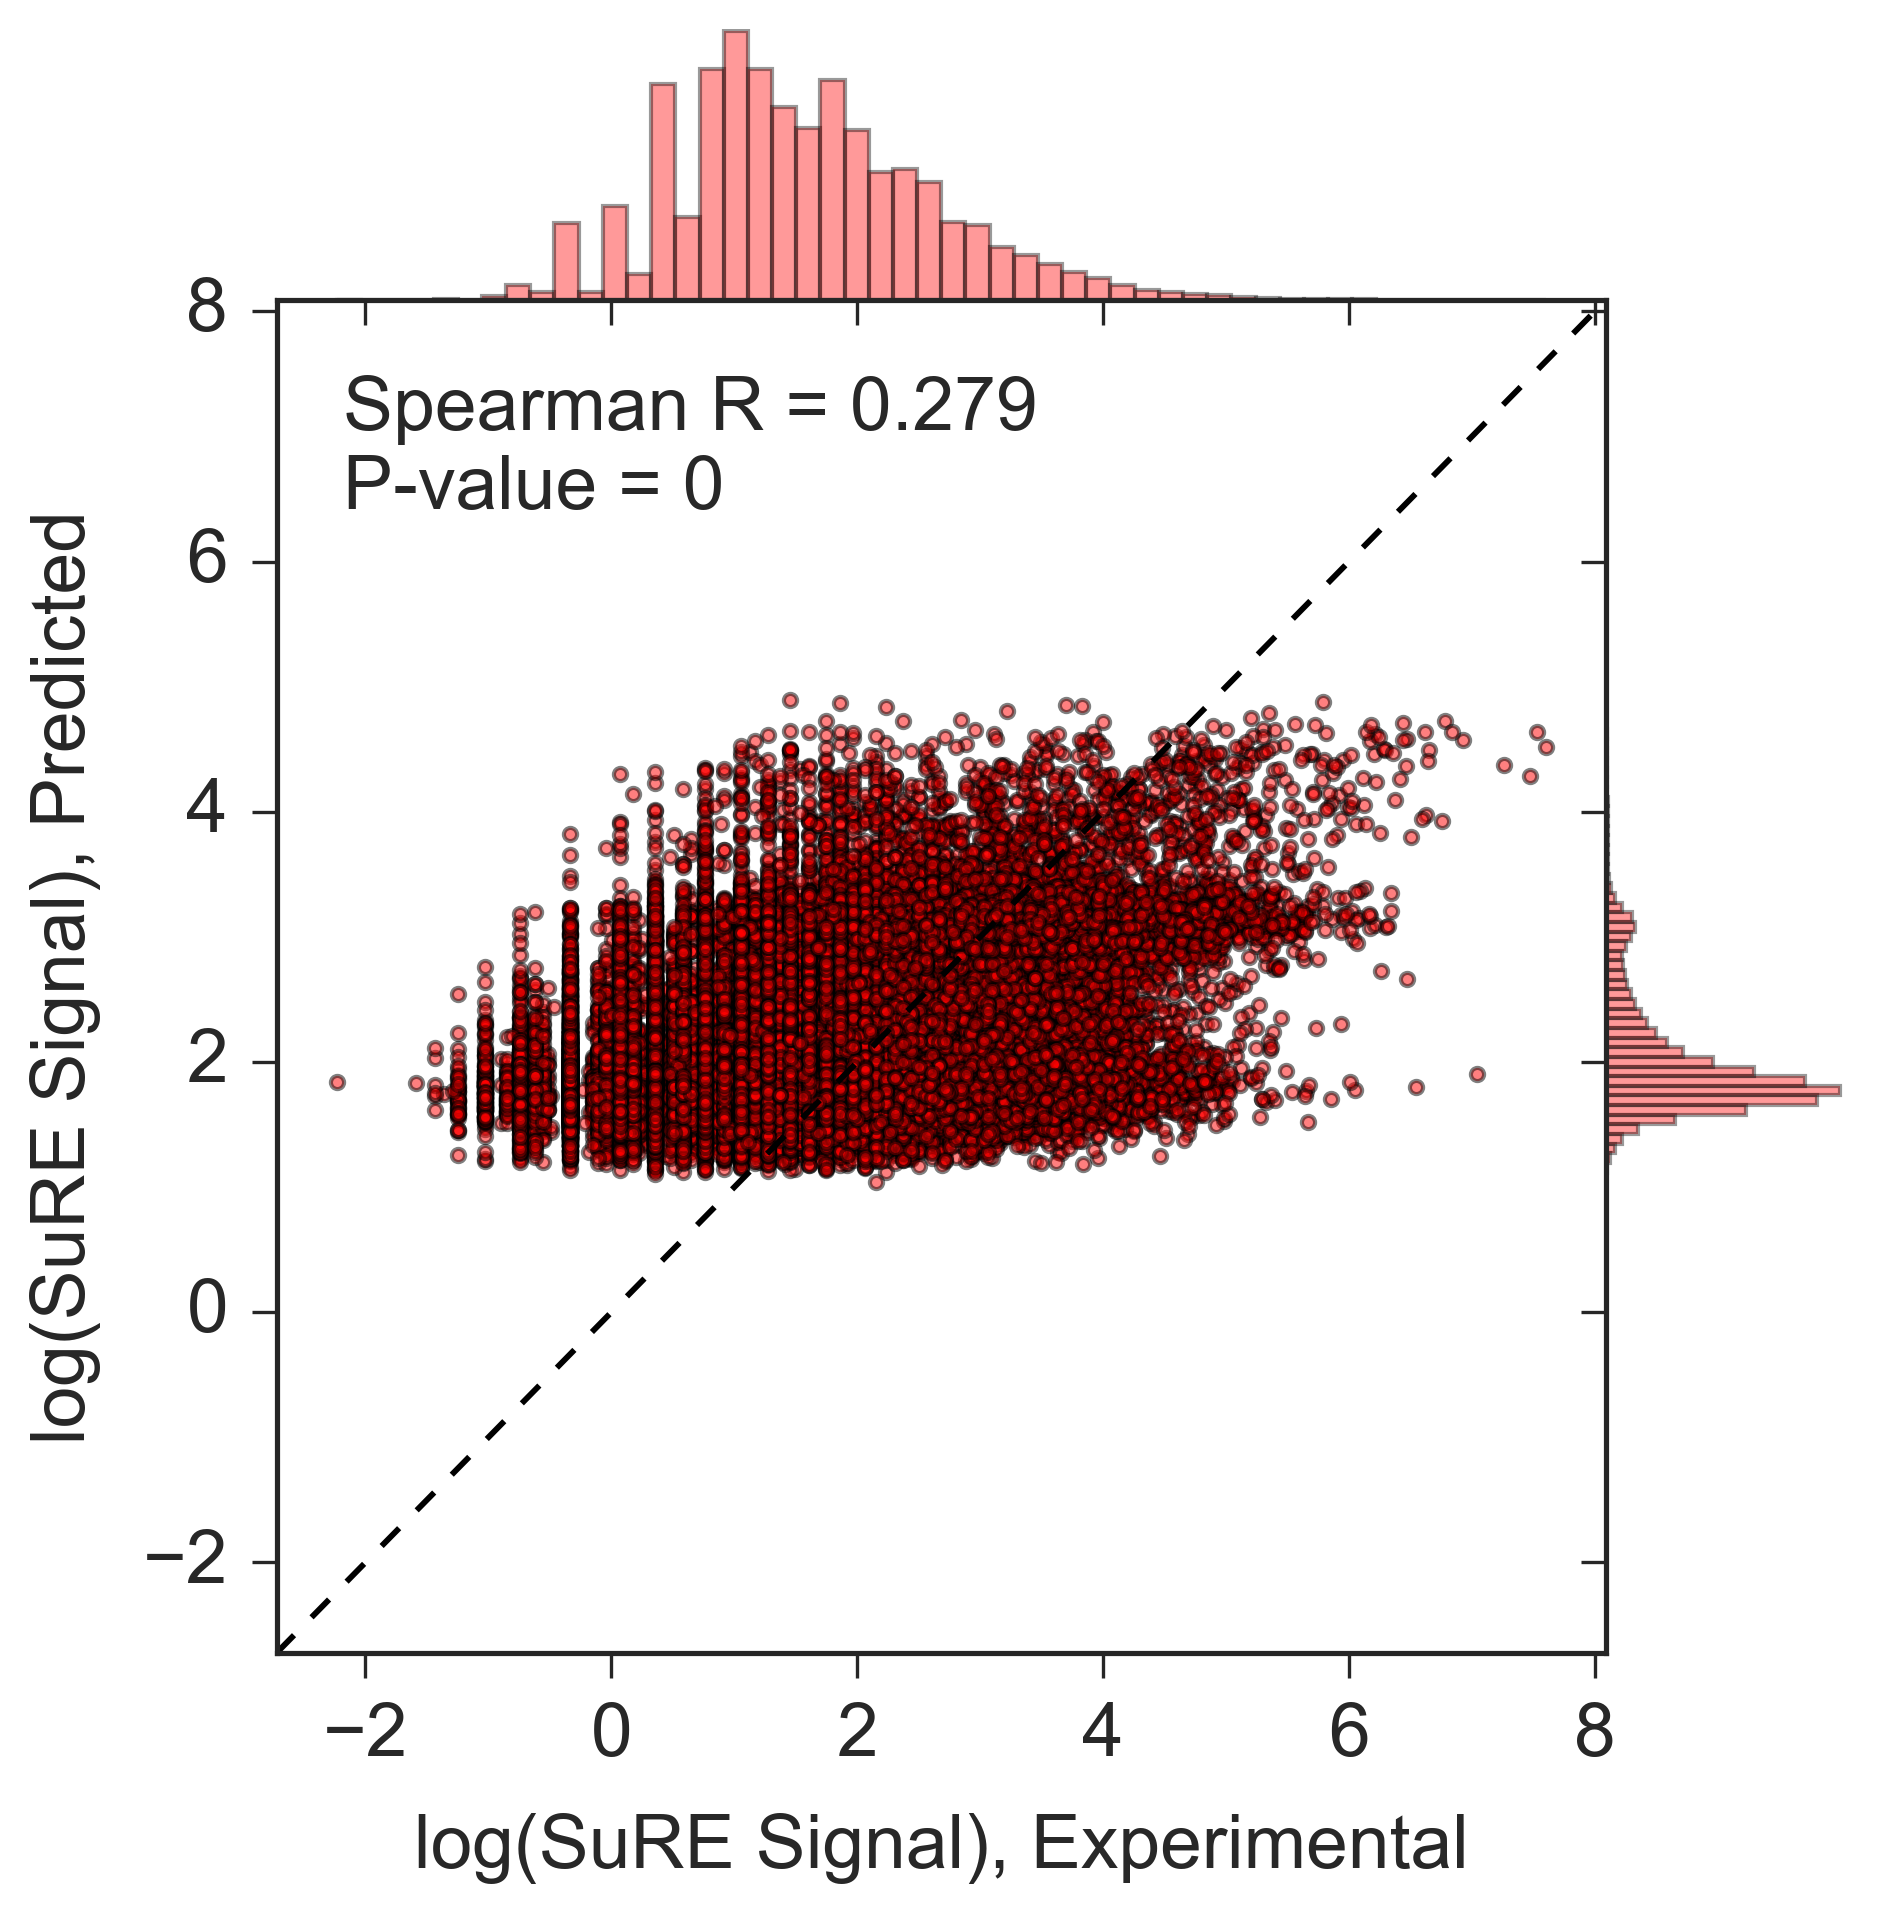 Spearman R = 0.279
P-value = 0
8
6
4
2
0
−2
log(SuRE Signal), Predicted
−2 0 2 4 6 8
log(SuRE Signal), Experimental